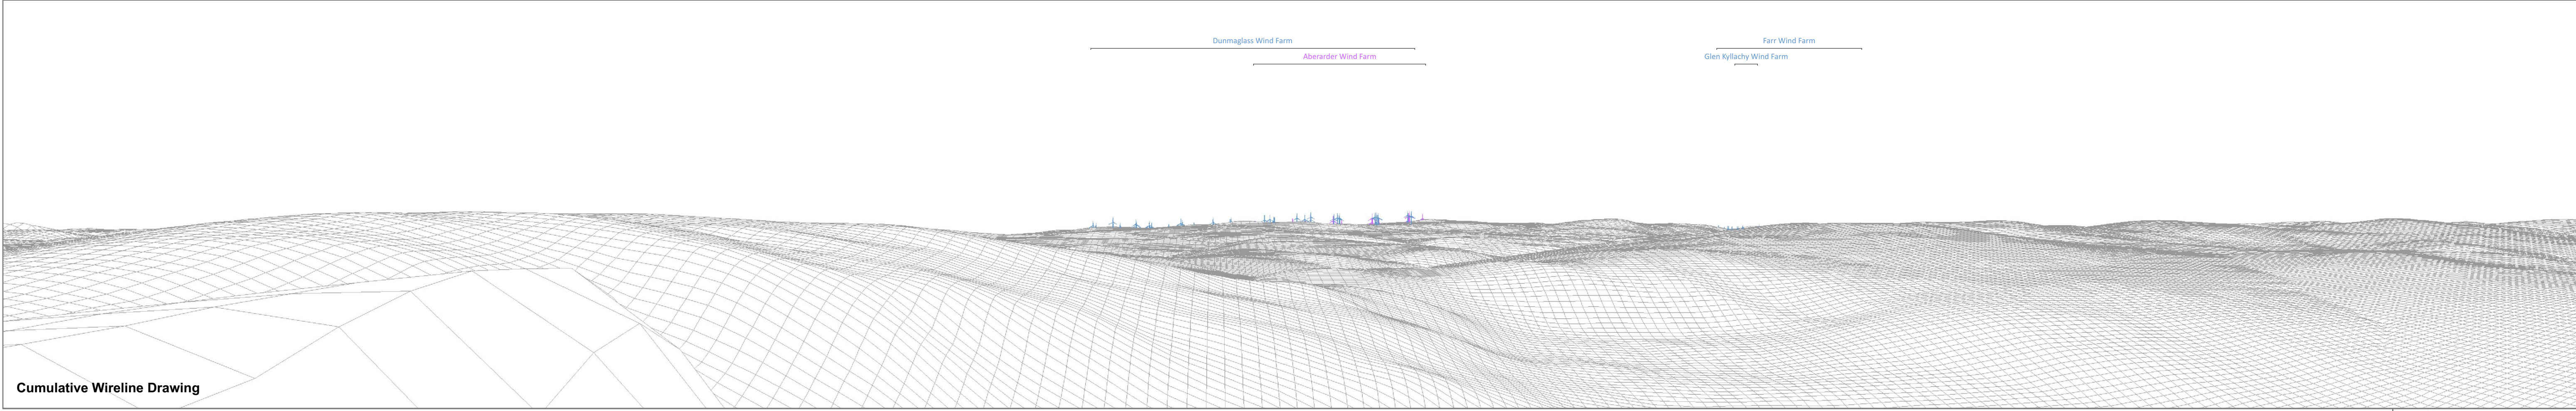 Dunmaglass Wind Farm
Farr Wind Farm
Aberarder Wind Farm
Glen Kyllachy Wind Farm
Cumulative Wireline Drawing